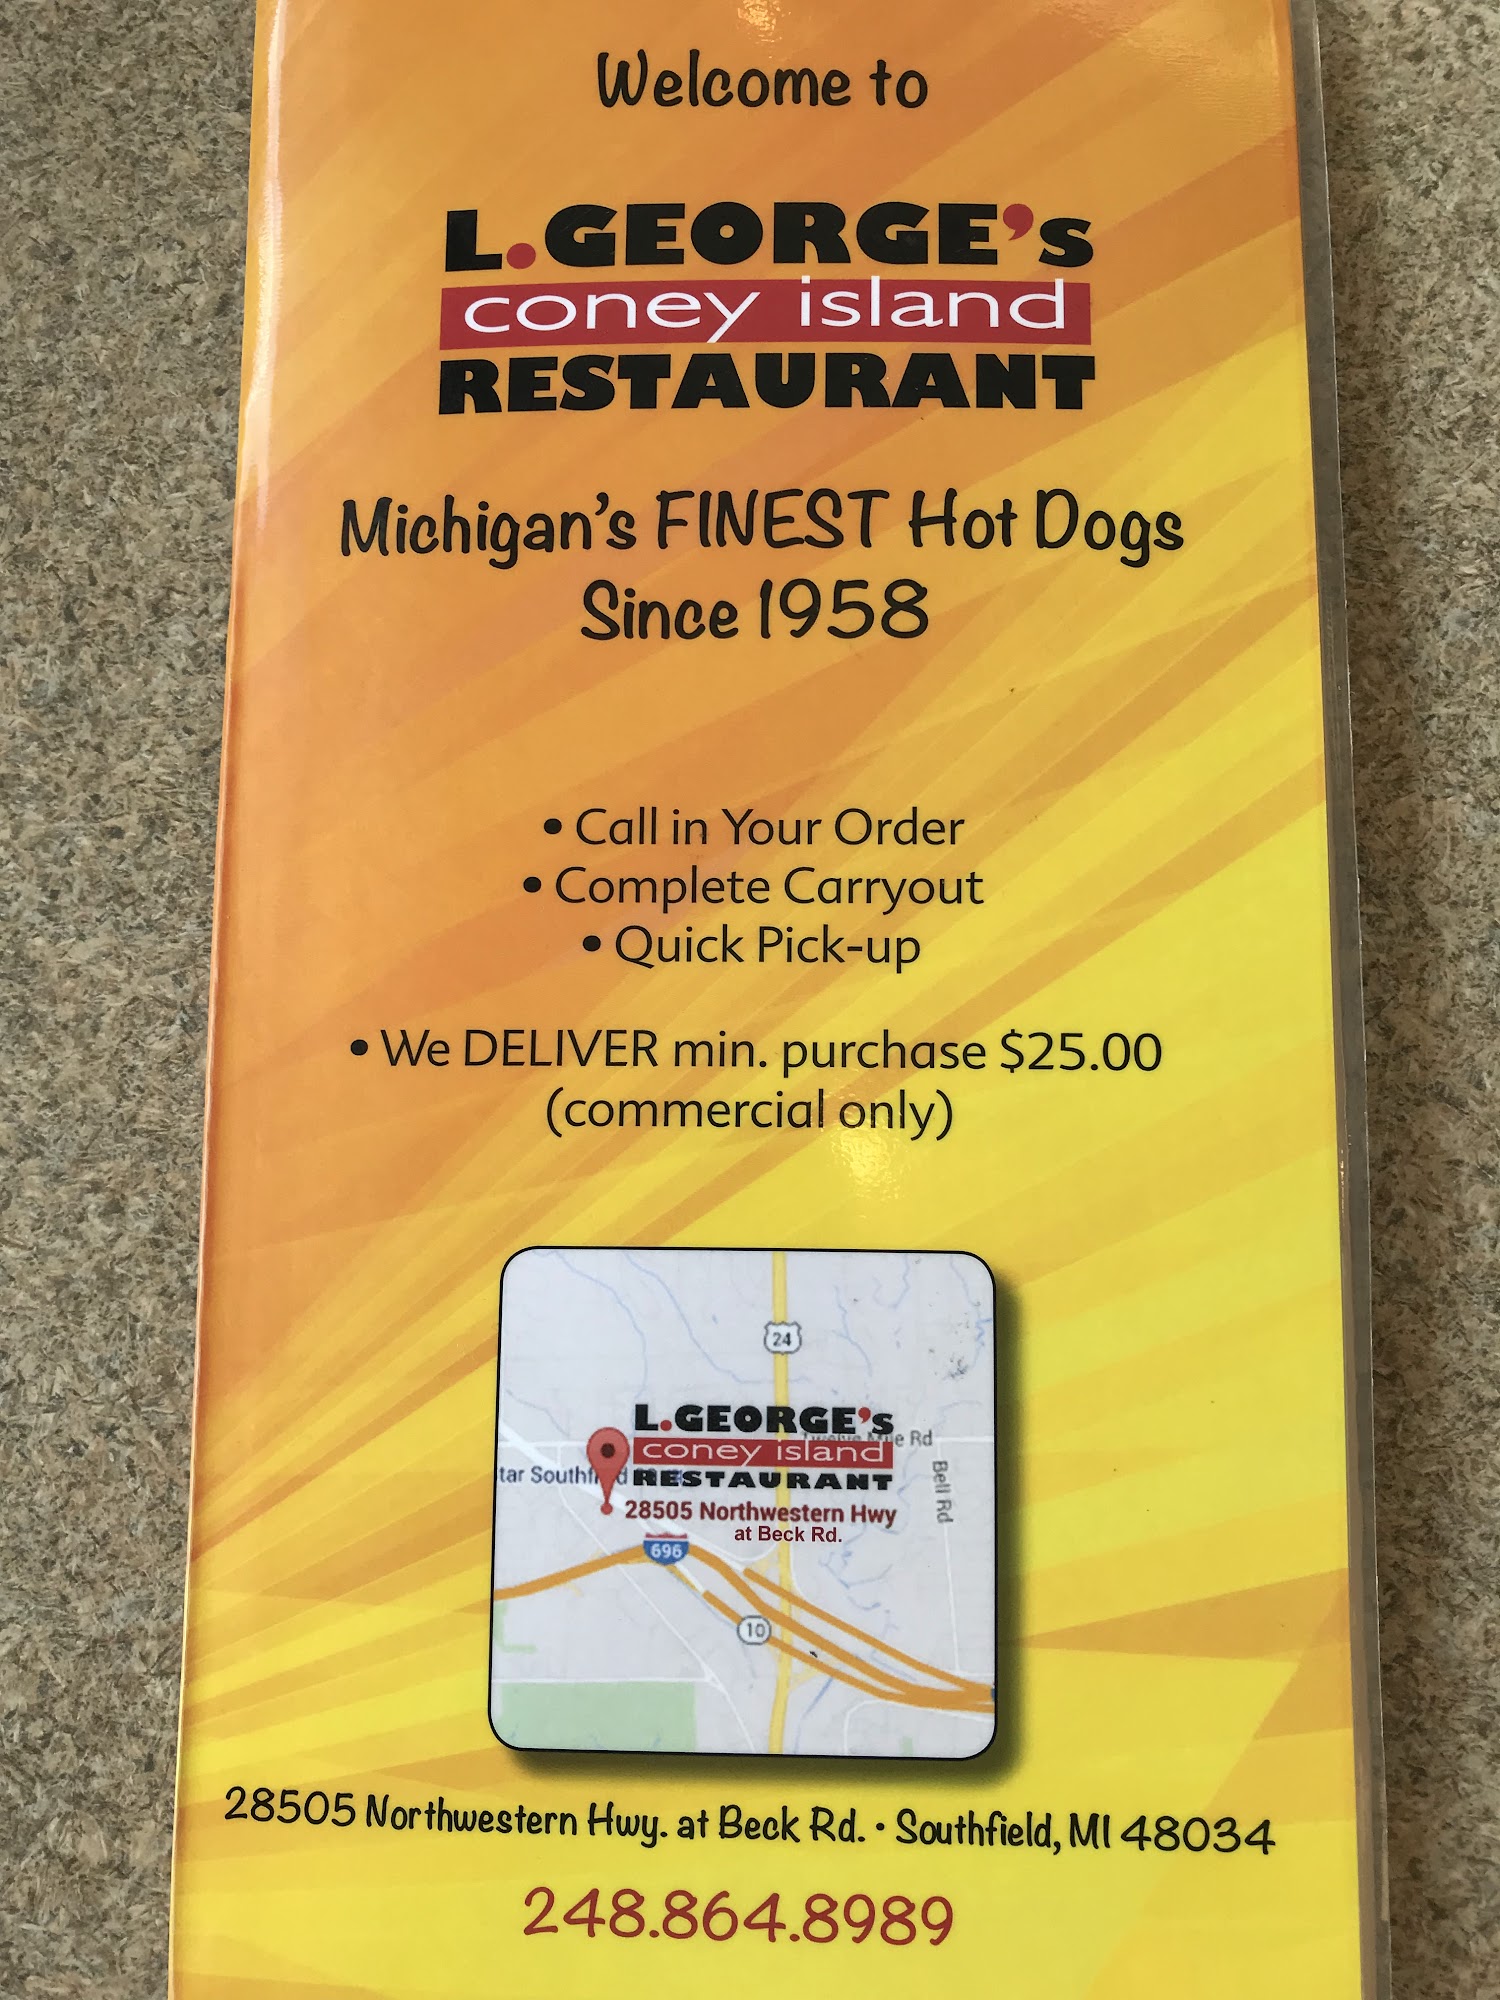 Welcome to
L.GEORGE's
coney island
RESTAURANT
Michigan's FINEST Hot Dogs
Since 1958
• Call in Your Order
• Complete Carryout
• Quick Pick-up
• We DELIVER min. purchase $25.00
(commercial only)
24
L.GEORGE's
coney island
Mile Rd
RESTAURANT
Bell Rd
28505 Northwestern Hwy
at Beck Rd.
696
10
28505 Northwestern Hwy. at Beck Rd. • Southfield, MI 48034
248.864.8989